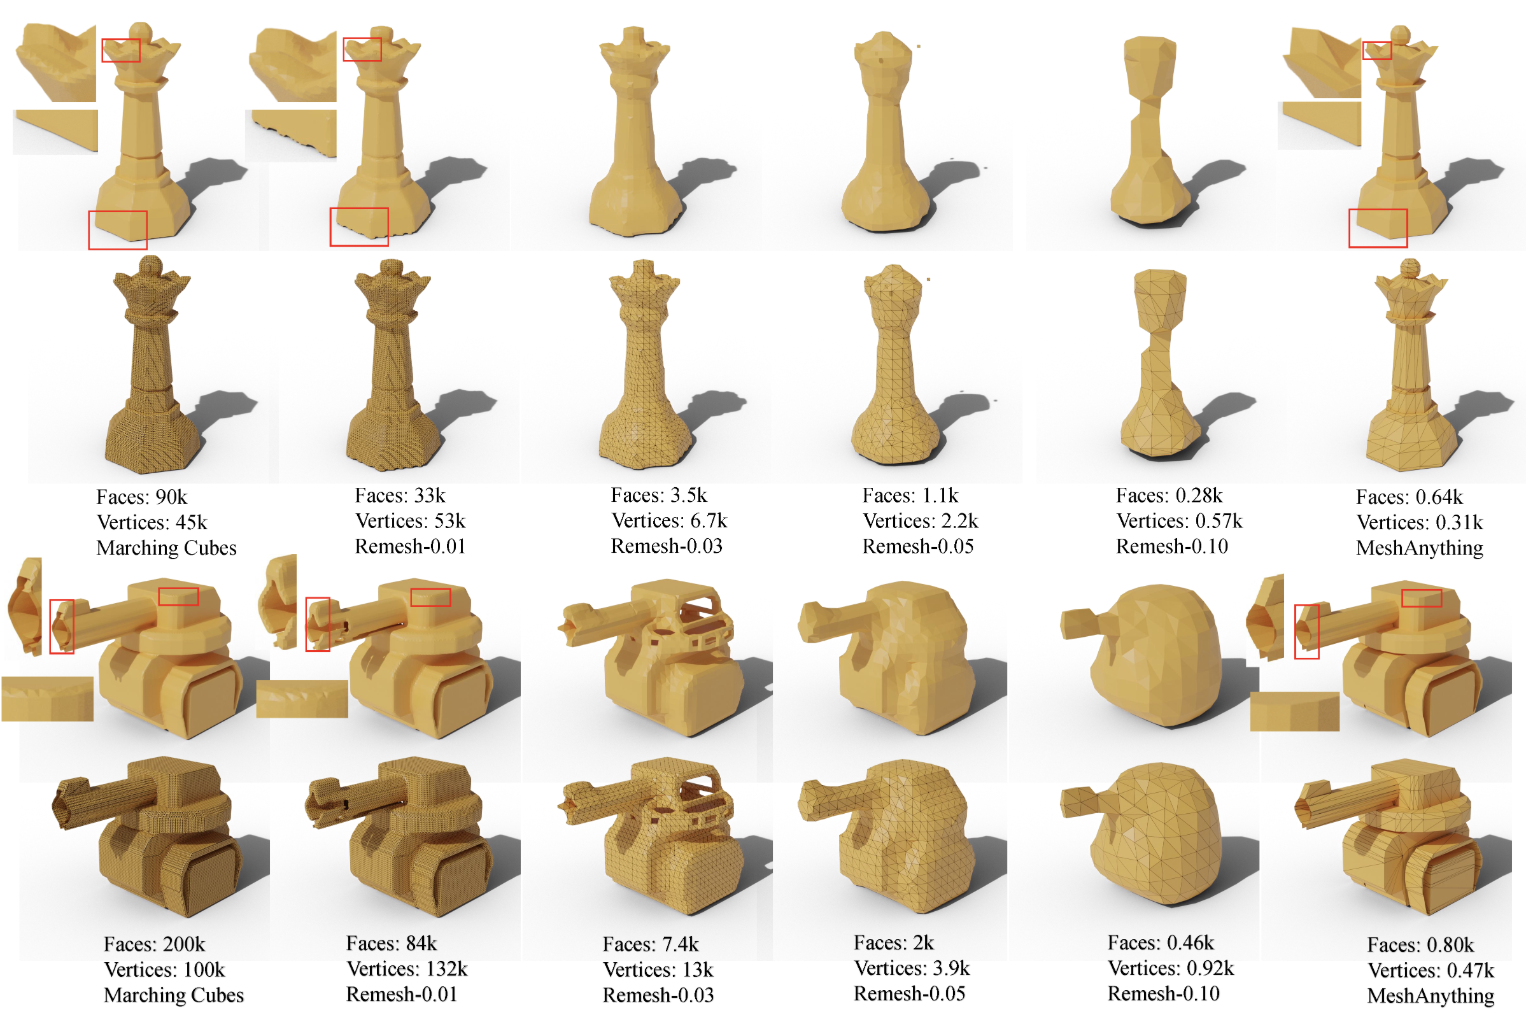 Faces: 90k
Vertices: 45k
Marching Cubes
Faces: 33k
Vertices: 53k
Remesh-0.01
Faces: 3.5k
Vertices: 6.7k
Remesh-0.03
Faces: 1.1k
Vertices: 2.2k
Remesh-0.05
Faces: 0.28k
Vertices: 0.57k
Remesh-0.10
Faces: 0.64k
Vertices: 0.31k
MeshAnything
Faces: 200k
Vertices: 100k
Marching Cubes
Faces: 84k
Vertices: 132k
Remesh-0.01
Faces: 7.4k
Vertices: 13k
Remesh-0.03
Faces: 2k
Vertices: 3.9k
Remesh-0.05
Faces: 0.46k
Vertices: 0.92k
Remesh-0.10
Faces: 0.80k
Vertices: 0.47k
MeshAnything